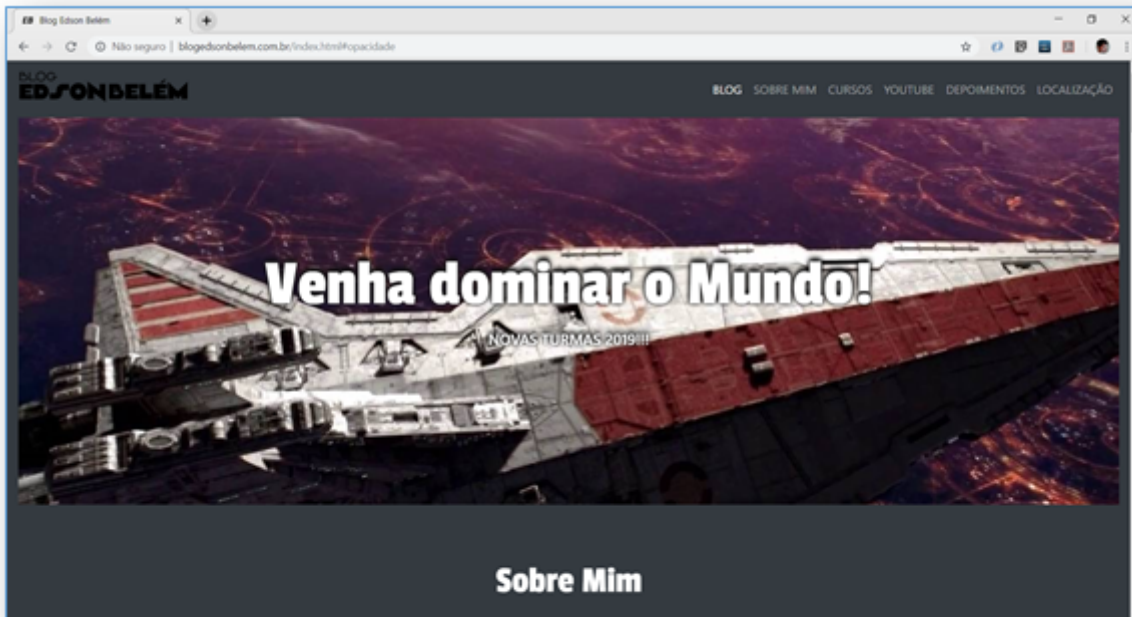 Blog Edson Belém
Não seguro | blogedsonbelem.com.br/index.html#opacidade
BLOG
EDSONBELÉM
BLOG SOBRE MIM CURSOS YOUTUBE DEPOIMENTOS LOCALIZAÇÃO
Venha dominar o Mundo!
NOVAS TURMAS 2019!!!
Sobre Mim